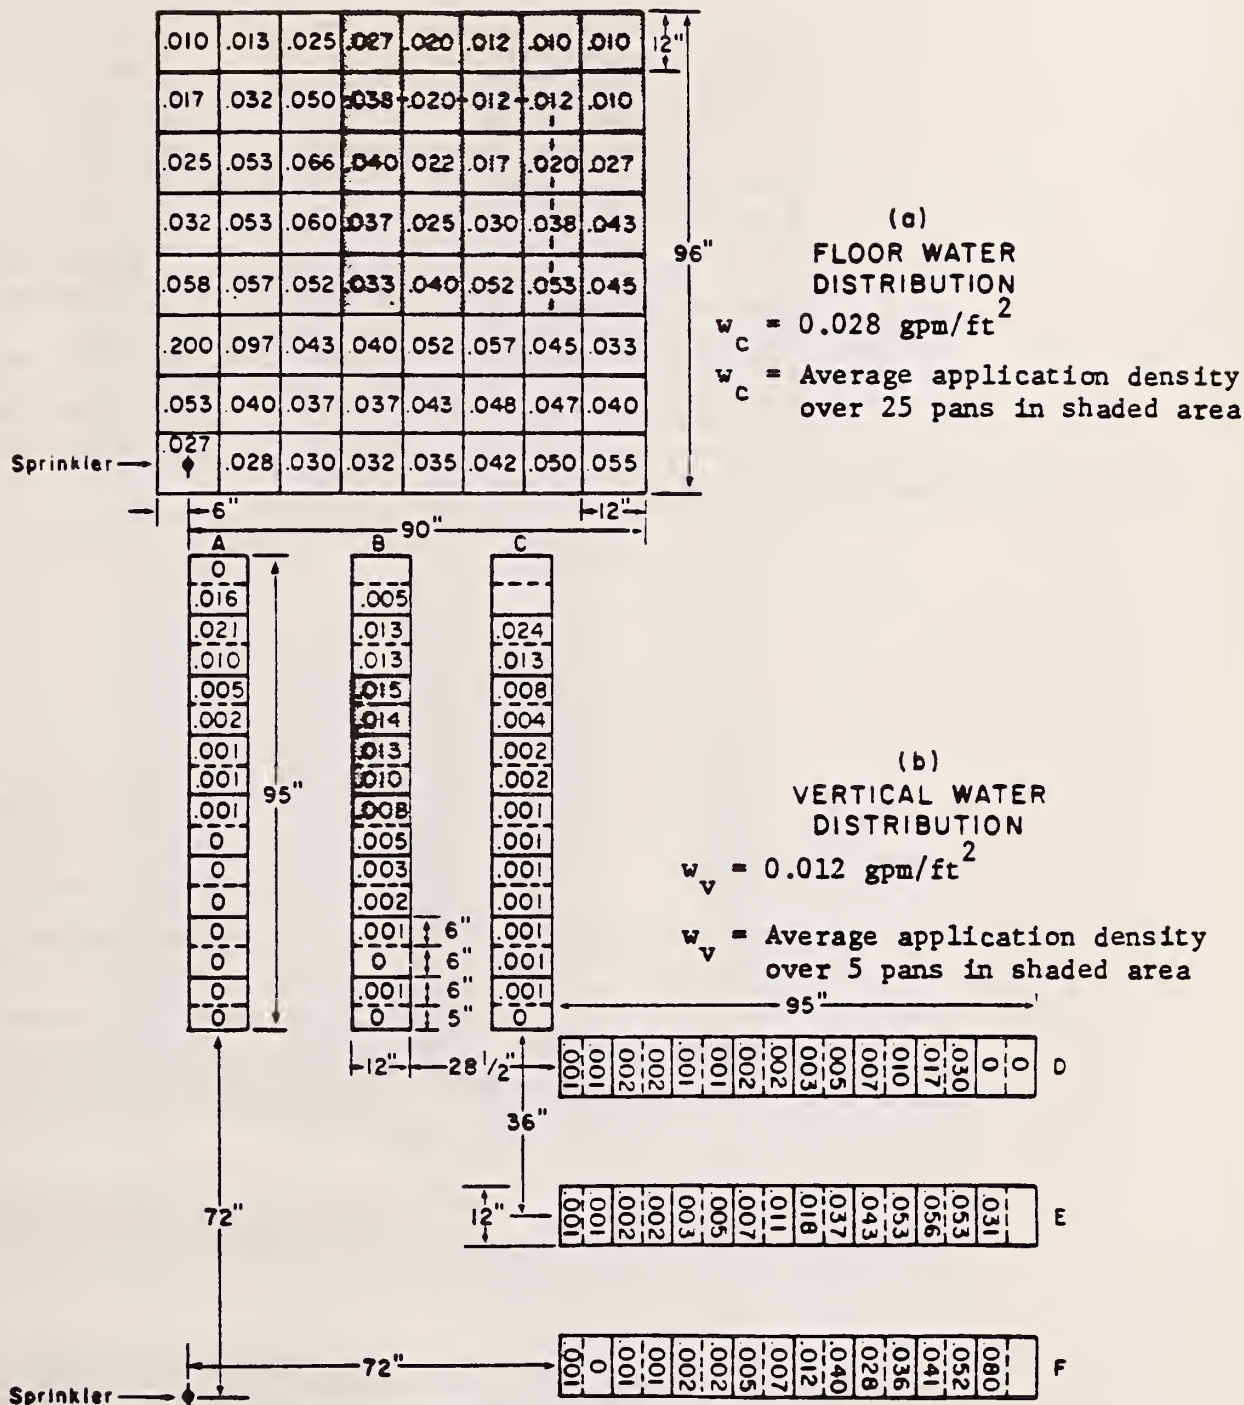 .010 .013 .025 .027 .020 .012 .010 .010
12"
.017 .032 .050 .038 .020 .012 .012 .010
.025 .053 .066 .040 .022 .017 .020 .027
.032 .053 .060 .037 .025 .030 .038 .043
96"
.058 .057 .052 .033 .040 .052 .053 .045
.200 .097 .043 .040 .052 .057 .045 .033
.053 .040 .037 .037 .043 .048 .047 .040
.027 .028 .030 .032 .035 .042 .050 .055
Sprinkler
6"
12"
90"
(a)
FLOOR WATER
DISTRIBUTION
w_c = 0.028 gpm/ft²
w_c = Average application density
over 25 pans in shaded area
A B C
0
.016 .005
.021 .013 .024
.010 .013 .013
.005 .015 .008
.002 .014 .004
.001 .013 .002
.001 .010 .002
.001 .008 .001
0 .005 .001
0 .003 .001
0 .002 .001
0 .001 .001
0 0 .001
0 .001 .001
0 0 0
95"
6"
6"
6"
5"
(b)
VERTICAL WATER
DISTRIBUTION
w_v = 0.012 gpm/ft²
w_v = Average application density
over 5 pans in shaded area
95"
12"
28 1/2"
.001 .001 .002 .002 .001 .001 .002 .002 .003 .005 .007 .010 .017 .030 0 0 D
36"
72"
12"
.001 .001 .002 .002 .003 .005 .007 .011 .018 .037 .043 .053 .056 .053 .031 E
72"
.001 0 .001 .001 .002 .002 .005 .007 .012 .040 .028 .036 .041 .052 .080 F
Sprinkler